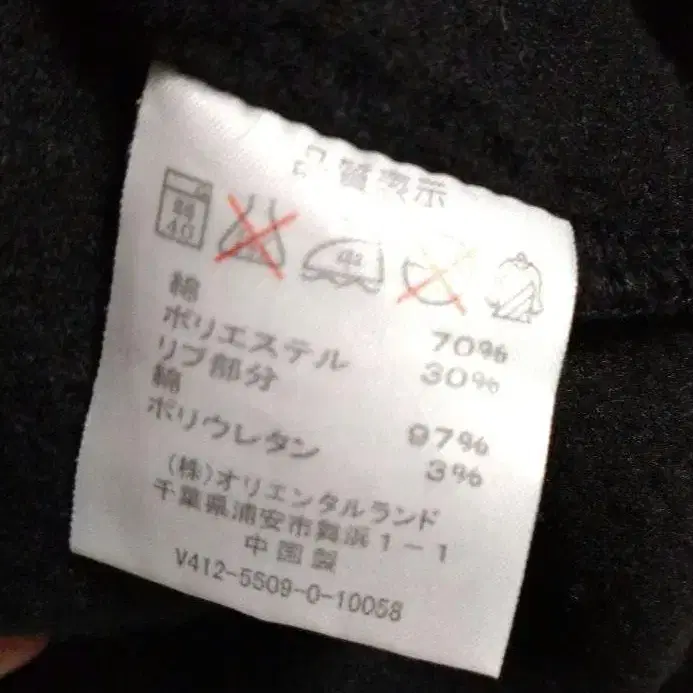 品質表示
弱
40
中
綿 70%
ポリエステル 30%
リブ部分
綿 97%
ポリウレタン 3%
(株)オリエンタルランド
千葉県浦安市舞浜1-1
中国製
V412-5509-0-10058